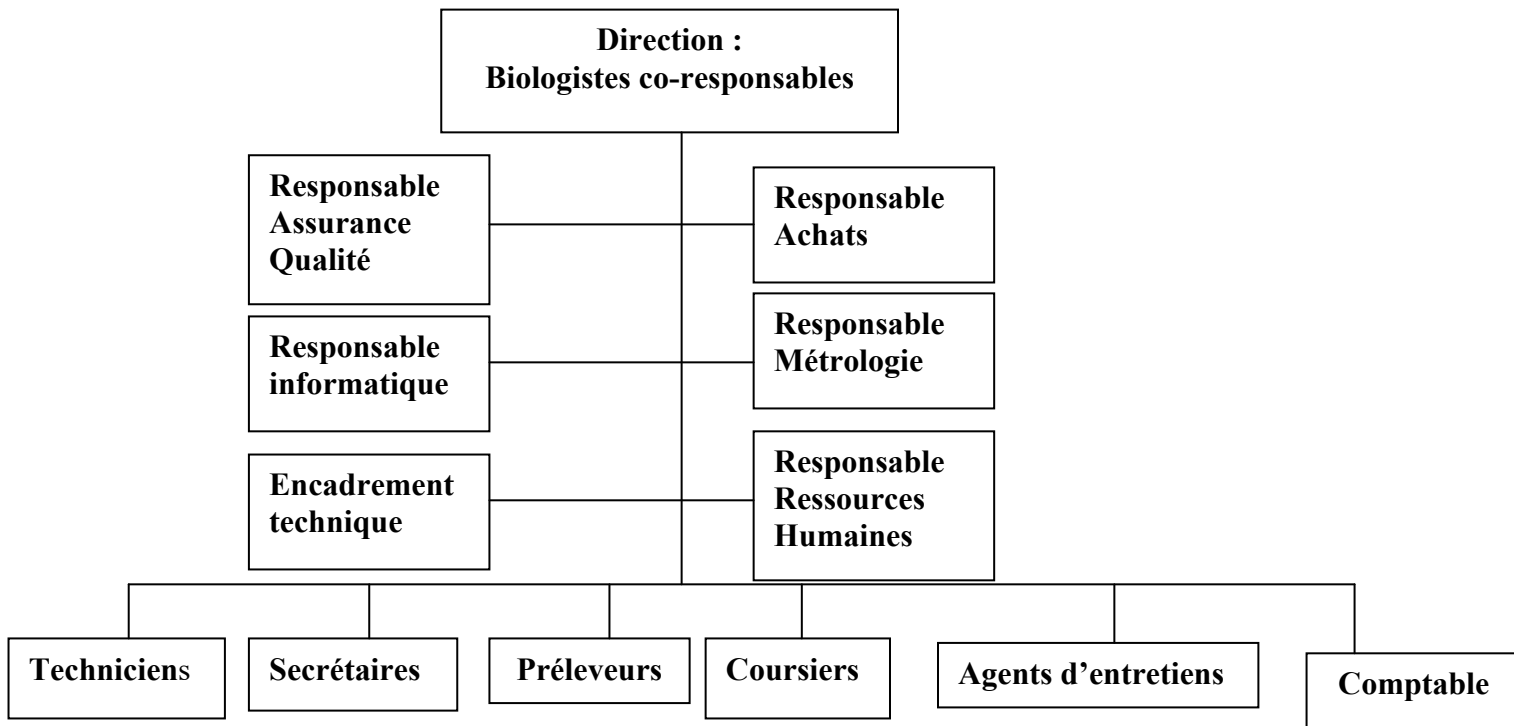 Direction :
Biologistes co-responsables
Responsable
Assurance
Qualité
Responsable
Achats
Responsable
informatique
Responsable
Métrologie
Encadrement
technique
Responsable
Ressources
Humaines
Techniciens
Secrétaires
Préleveurs
Coursiers
Agents d’entretiens
Comptable